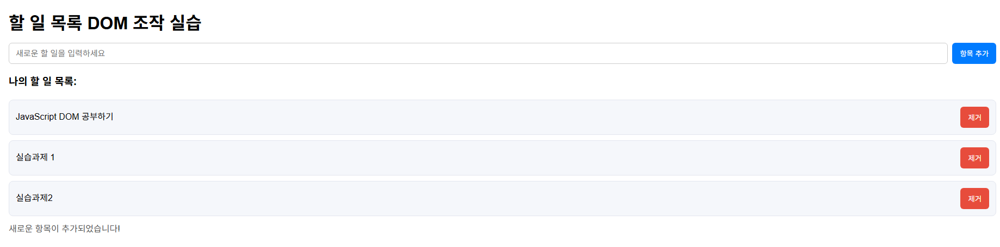 할 일 목록 DOM 조작 실습
새로운 할 일을 입력하세요
항목 추가
나의 할 일 목록:
JavaScript DOM 공부하기
제거
실습과제 1
제거
실습과제2
제거
새로운 항목이 추가되었습니다!